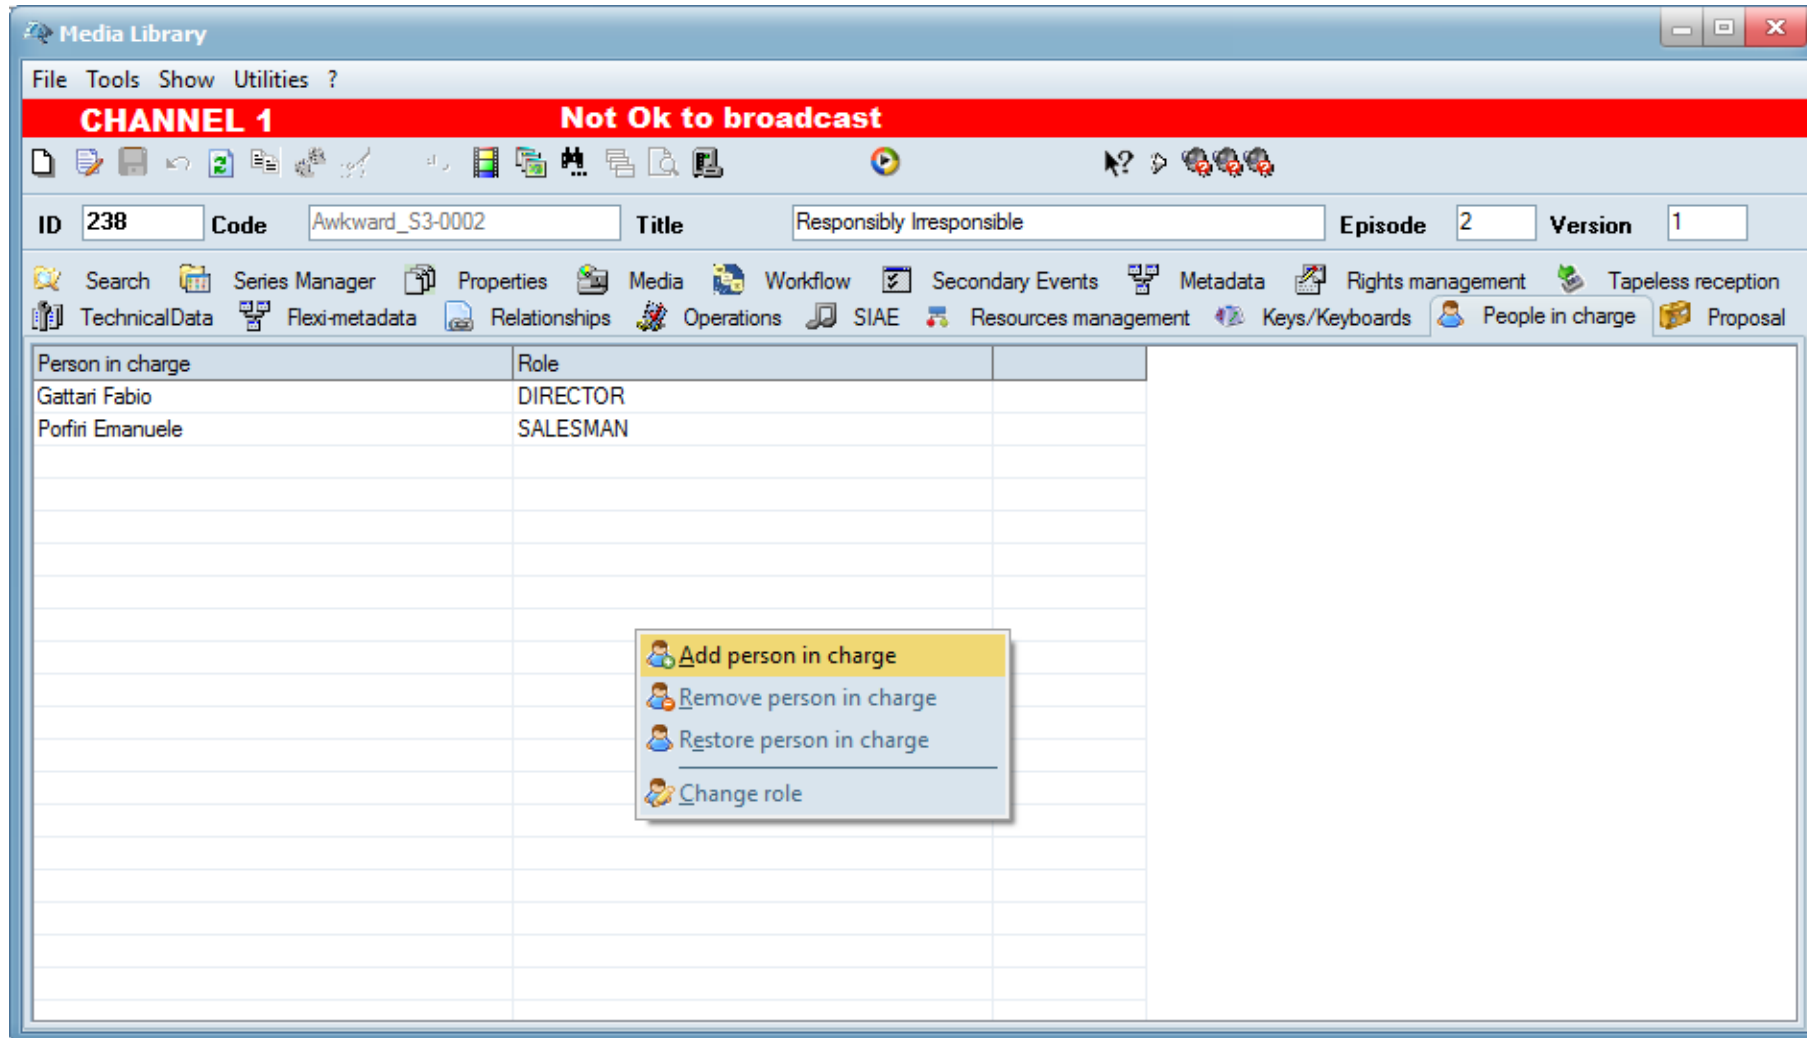 Media Library
File Tools Show Utilities ?
CHANNEL 1 Not Ok to broadcast
ID 238 Code Awkward_S3-0002 Title Responsibly Irresponsible Episode 2 Version 1
Search Series Manager Properties Media Workflow Secondary Events Metadata Rights management Tapeless reception
TechnicalData Flexi-metadata Relationships Operations SIAE Resources management Keys/Keyboards People in charge Proposal
Person in charge Role
Gattari Fabio DIRECTOR
Porfiri Emanuele SALESMAN
Add person in charge
Remove person in charge
Restore person in charge
Change role